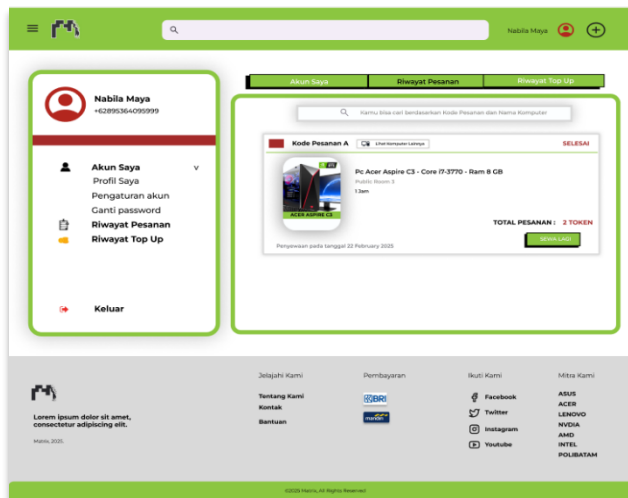 Nabila Maya
Nabila Maya
+62895364095999
Akun Saya v
Profil Saya
Pengaturan akun
Ganti password
Riwayat Pesanan
Riwayat Top Up
Keluar
Akun Saya
Riwayat Pesanan
Riwayat Top Up
Kamu bisa cari berdasarkan Kode Pesanan dan Nama Komputer
Kode Pesanan A
Lihat Komputer Lainnya
SELESAI
ACER ASPIRE C3
Pc Acer Aspire C3 - Core i7-3770 - Ram 8 GB
Public Room 3
1 Jam
TOTAL PESANAN : 2 TOKEN
SEWA LAGI
Penyewaan pada tanggal 22 February 2025
Lorem ipsum dolor sit amet,
consectetur adipiscing elit.
Matrix, 2025.
Jelajahi Kami
Tentang Kami
Kontak
Bantuan
Pembayaran
BRI
mandiri
Ikuti Kami
Facebook
Twitter
Instagram
Youtube
Mitra Kami
ASUS
ACER
LENOVO
NVDIA
AMD
INTEL
POLIBATAM
©2025 Matrix, All Rights Reserved